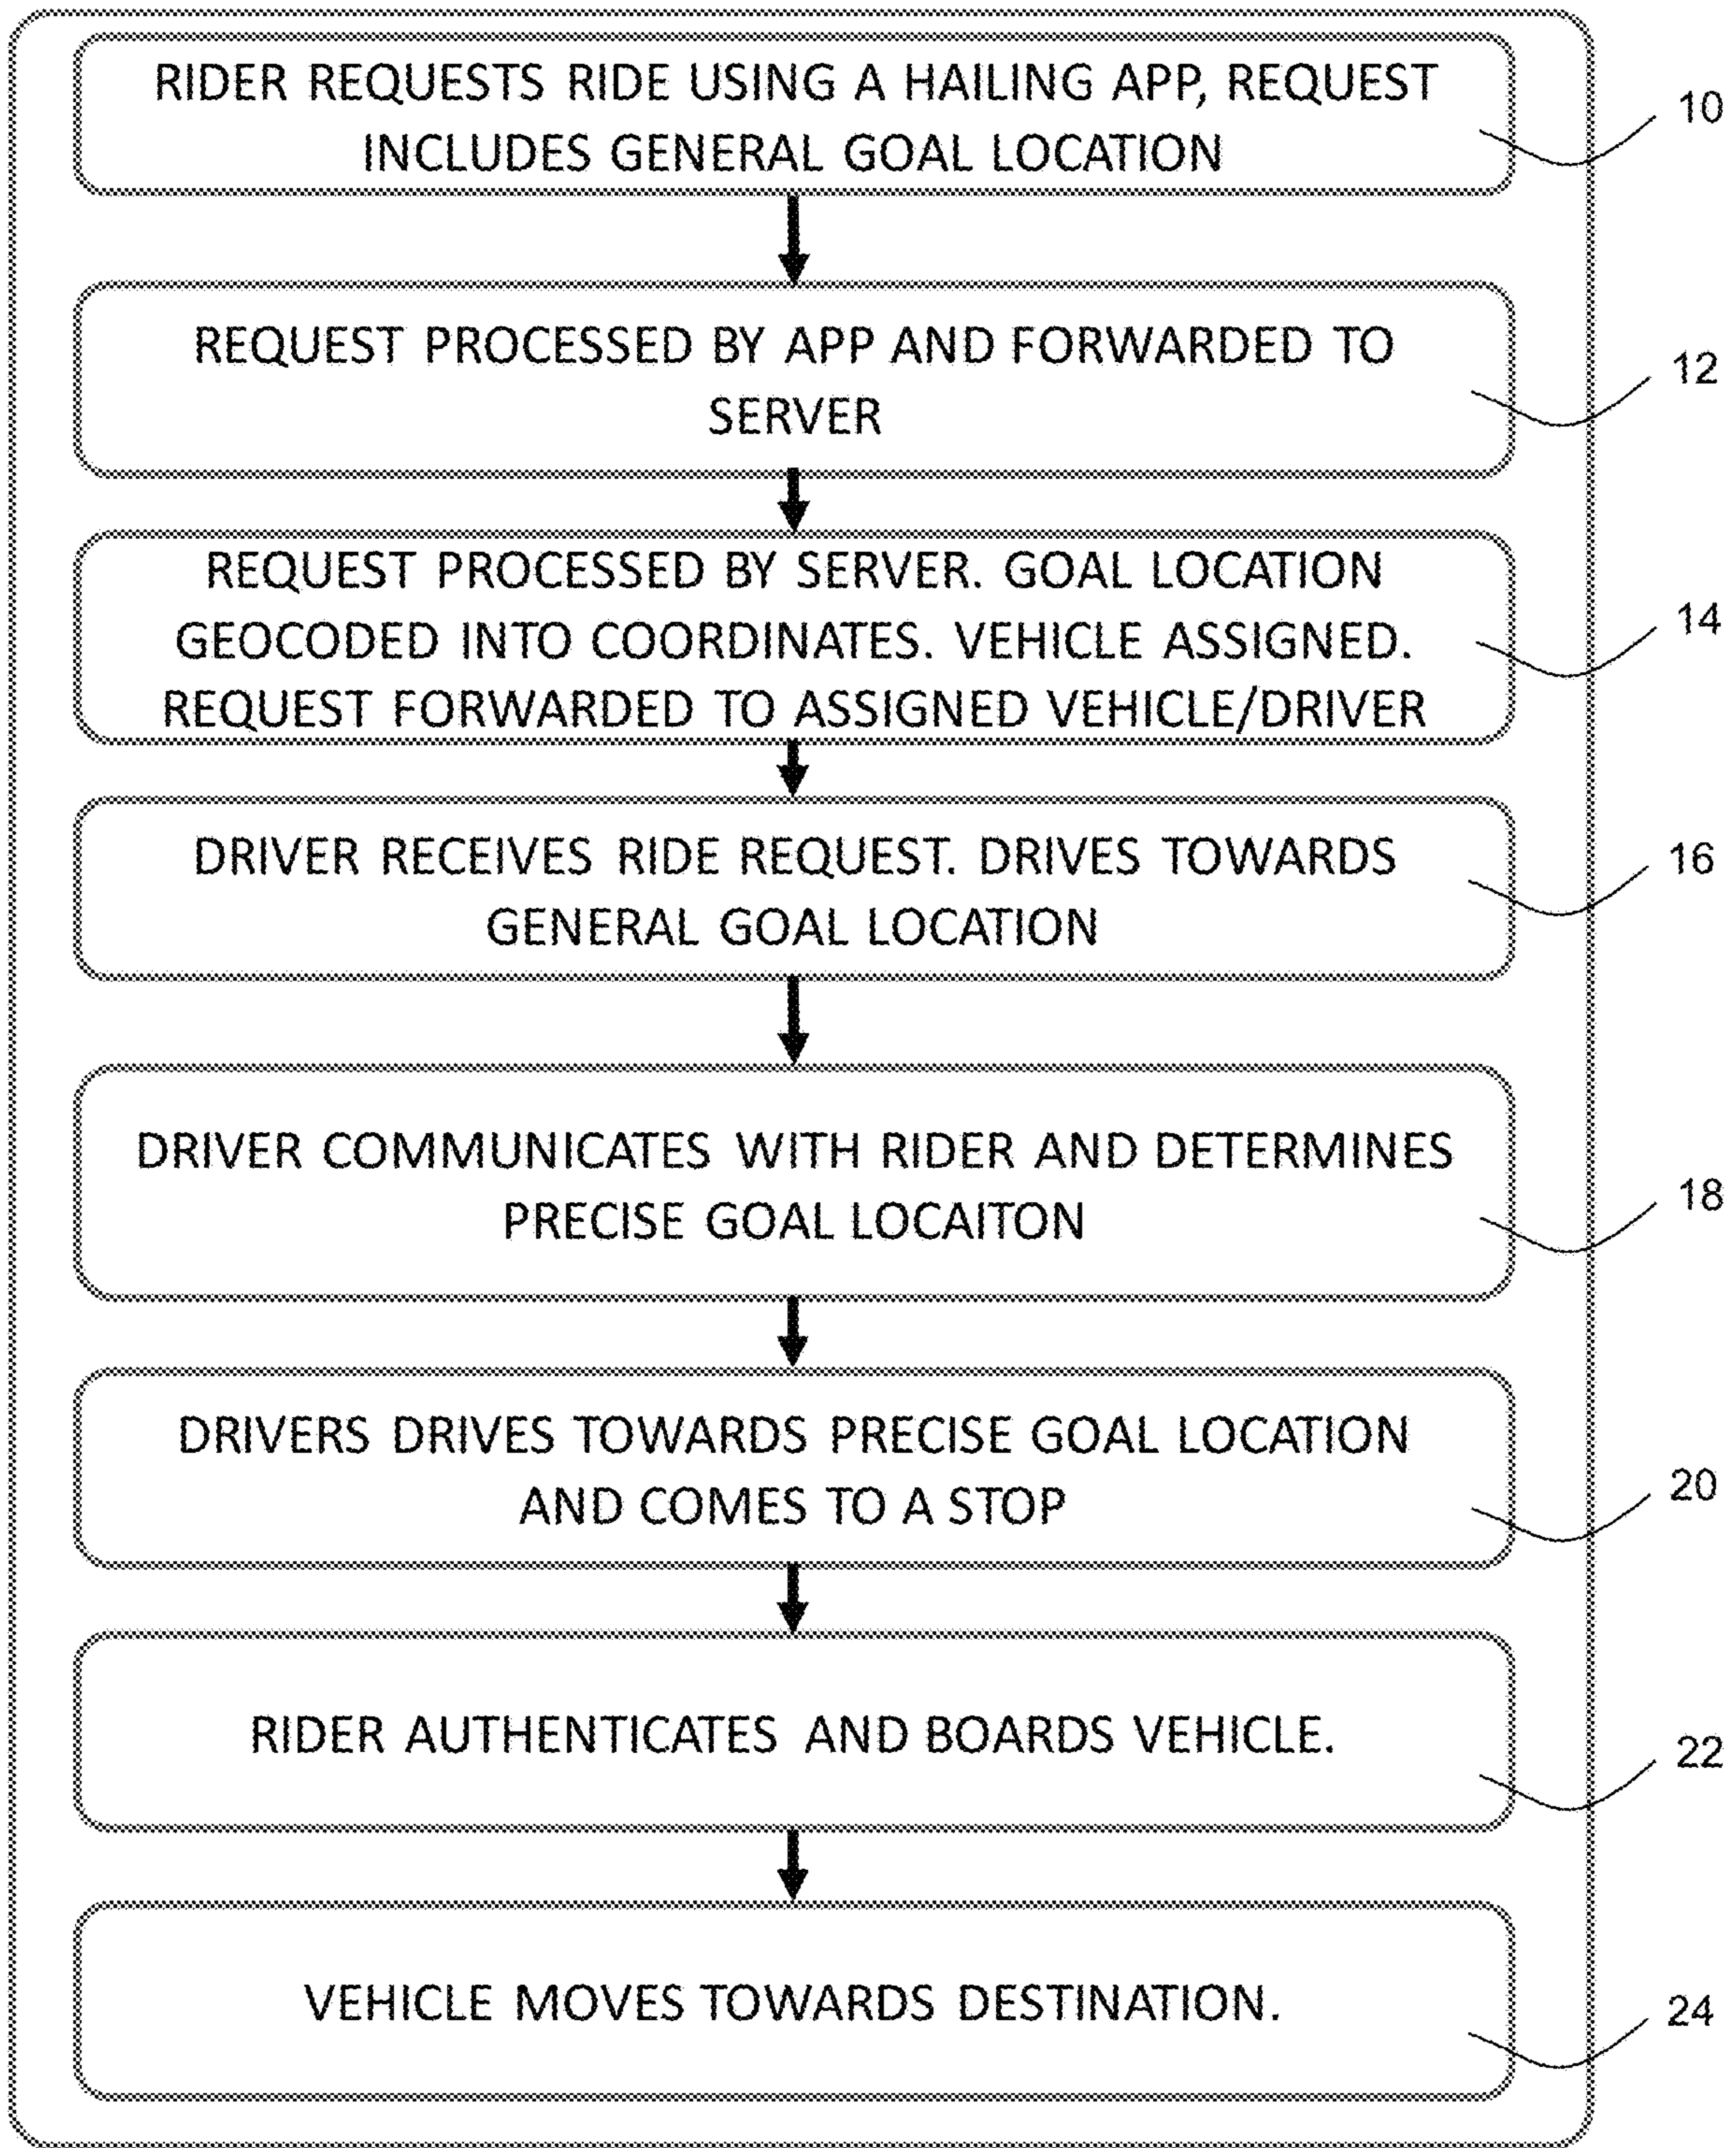 RIDER REQUESTS RIDE USING A HAILING APP, REQUEST
INCLUDES GENERAL GOAL LOCATION
10
REQUEST PROCESSED BY APP AND FORWARDED TO
SERVER
12
REQUEST PROCESSED BY SERVER. GOAL LOCATION
GEOCODED INTO COORDINATES. VEHICLE ASSIGNED.
REQUEST FORWARDED TO ASSIGNED VEHICLE/DRIVER
14
DRIVER RECEIVES RIDE REQUEST. DRIVES TOWARDS
GENERAL GOAL LOCATION
16
DRIVER COMMUNICATES WITH RIDER AND DETERMINES
PRECISE GOAL LOCAITON
18
DRIVERS DRIVES TOWARDS PRECISE GOAL LOCATION
AND COMES TO A STOP
20
RIDER AUTHENTICATES AND BOARDS VEHICLE.
22
VEHICLE MOVES TOWARDS DESTINATION.
24